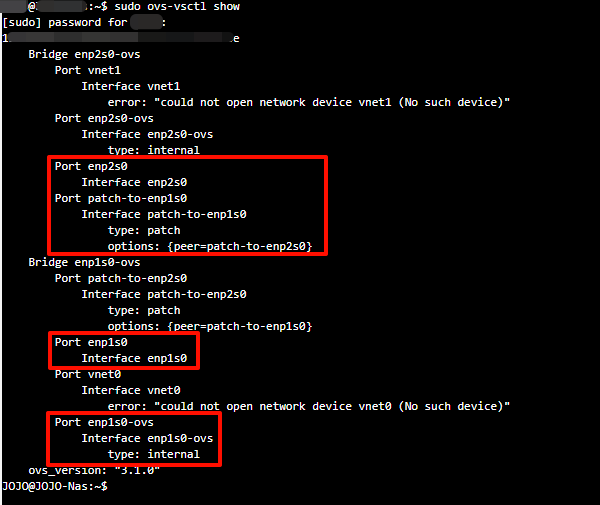 @ :~$ sudo ovs-vsctl show
[sudo] password for :
1 e
Bridge enp2s0-ovs
Port vnet1
Interface vnet1
error: "could not open network device vnet1 (No such device)"
Port enp2s0-ovs
Interface enp2s0-ovs
type: internal
Port enp2s0
Interface enp2s0
Port patch-to-enp1s0
Interface patch-to-enp1s0
type: patch
options: {peer=patch-to-enp2s0}
Bridge enp1s0-ovs
Port patch-to-enp2s0
Interface patch-to-enp2s0
type: patch
options: {peer=patch-to-enp1s0}
Port enp1s0
Interface enp1s0
Port vnet0
Interface vnet0
error: "could not open network device vnet0 (No such device)"
Port enp1s0-ovs
Interface enp1s0-ovs
type: internal
ovs_version: "3.1.0"
JOJO@JOJO-Nas:~$